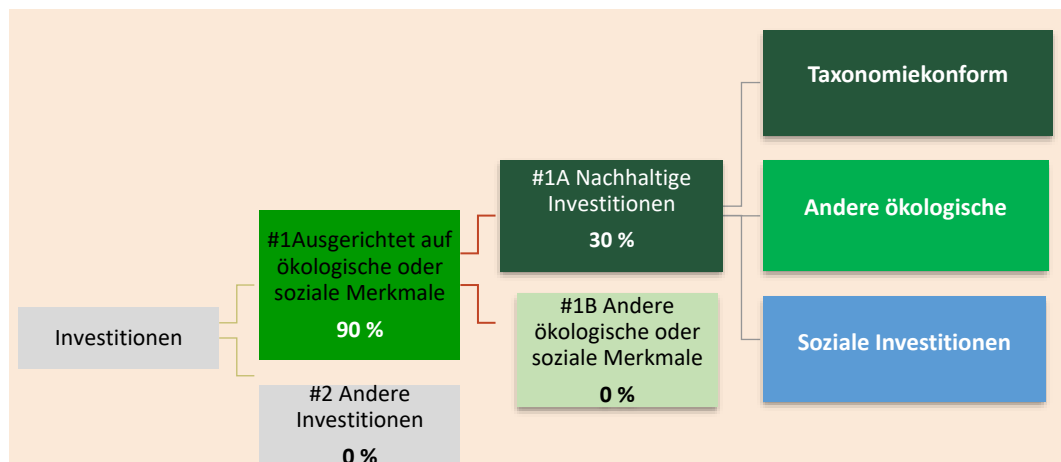 Investitionen
#1Ausgerichtet auf
ökologische oder
soziale Merkmale
90 %
#2 Andere
Investitionen
0 %
#1A Nachhaltige
Investitionen
30 %
#1B Andere
ökologische oder
soziale Merkmale
0 %
Taxonomiekonform
Andere ökologische
Soziale Investitionen